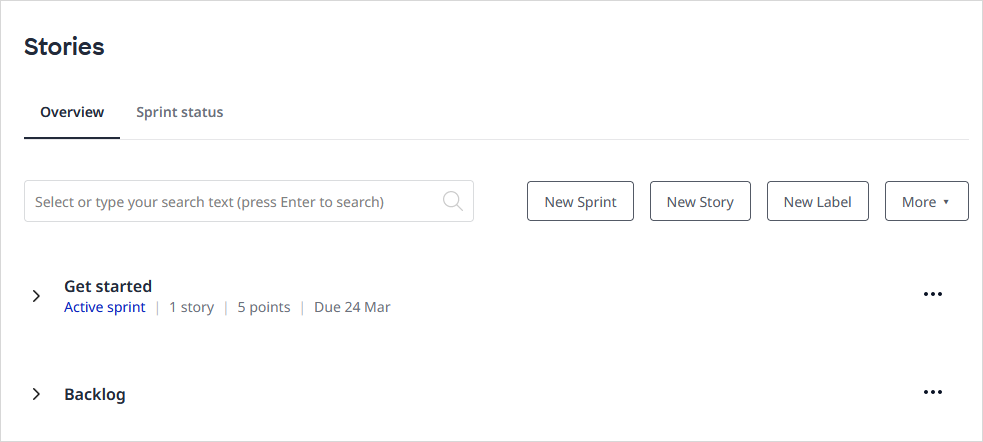 Stories
Overview Sprint status
Select or type your search text (press Enter to search) New Sprint New Story New Label More
Get started
Active sprint | 1 story | 5 points | Due 24 Mar
Backlog